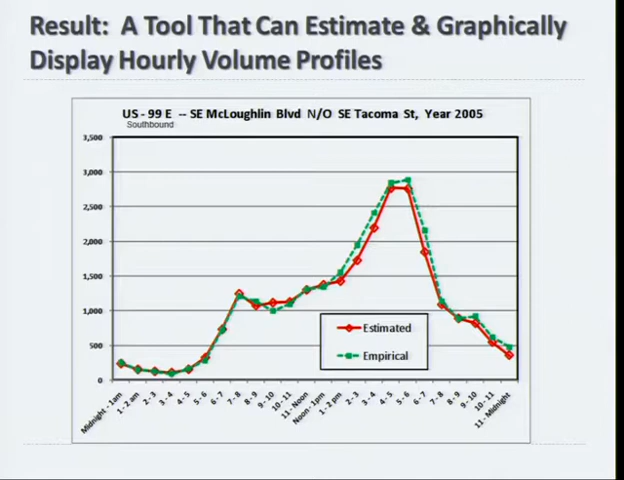 Result: A Tool That Can Estimate & Graphically
Display Hourly Volume Profiles
US - 99 E -- SE McLoughlin Blvd N/O SE Tacoma St, Year 2005
Southbound
3,500
3,000
2,500
2,000
1,500
1,000
500
0
Estimated
Empirical
Midnight - 1am
1 - 2 am
2 - 3
3 - 4
4 - 5
5 - 6
6 - 7
7 - 8
8 - 9
9 - 10
10 - 11
11 - Noon
Noon - 1pm
1 - 2 pm
2 - 3
3 - 4
4 - 5
5 - 6
6 - 7
7 - 8
8 - 9
9 - 10
10 - 11
11 - Midnight